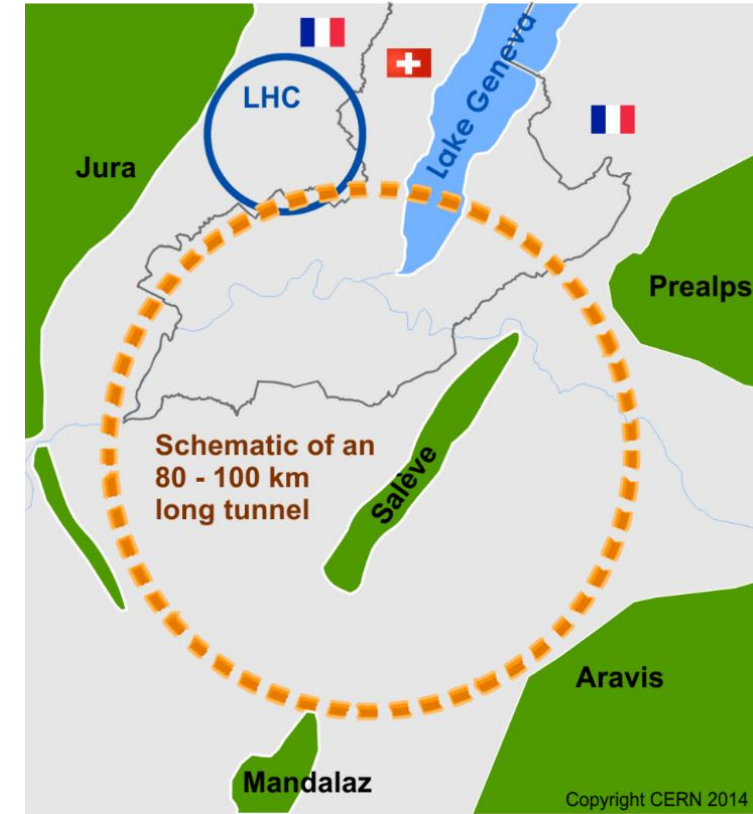 LHC
Lake Geneva
Jura
Prealps
Schematic of an
80 - 100 km
long tunnel
Salève
Aravis
Mandalaz
Copyright CERN 2014